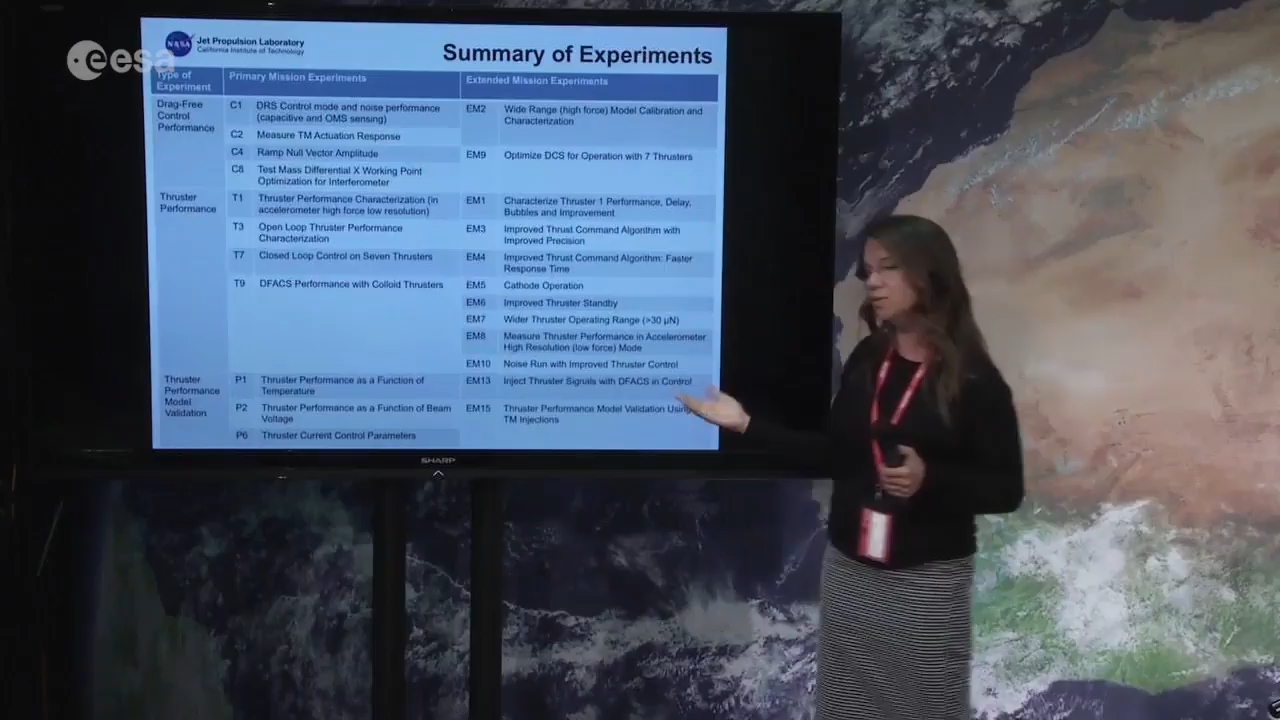 esa
NASA
Jet Propulsion Laboratory
California Institute of Technology
Summary of Experiments
Type of Experiment
Primary Mission Experiments
Extended Mission Experiments
Drag-Free
Control
Performance
C1 DRS Control mode and noise performance
(capacitive and OMS sensing)
C2 Measure TM Actuation Response
C4 Ramp Null Vector Amplitude
C8 Test Mass Differential X Working Point
Optimization for Interferometer
EM2 Wide Range (high force) Model Calibration and
Characterization
EM9 Optimize DCS for Operation with 7 Thrusters
Thruster
Performance
T1 Thruster Performance Characterization (in
accelerometer high force low resolution)
T3 Open Loop Thruster Performance
Characterization
T7 Closed Loop Control on Seven Thrusters
T9 DFACS Performance with Colloid Thrusters
EM1 Characterize Thruster 1 Performance, Delay,
Bubbles and Improvement
EM3 Improved Thrust Command Algorithm with
Improved Precision
EM4 Improved Thrust Command Algorithm: Faster
Response Time
EM5 Cathode Operation
EM6 Improved Thruster Standby
EM7 Wider Thruster Operating Range (>30 µN)
EM8 Measure Thruster Performance in Accelerometer
High Resolution (low force) Mode
EM10 Noise Run with Improved Thruster Control
Thruster
Performance
Model
Validation
P1 Thruster Performance as a Function of
Temperature
P2 Thruster Performance as a Function of Beam
Voltage
P6 Thruster Current Control Parameters
EM13 Inject Thruster Signals with DFACS in Control
EM15 Thruster Performance Model Validation Using
TM Injections
SHARP